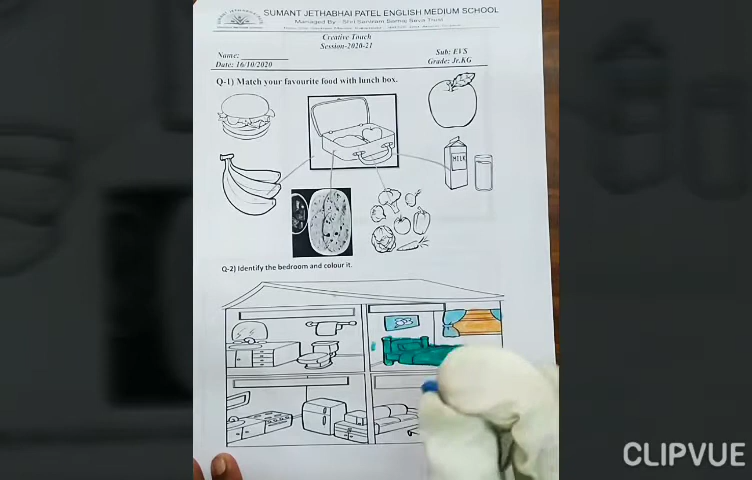 SUMANT JETHABHAI PATEL ENGLISH MEDIUM SCHOOL
Managed By:- Shri Santram Samaj Seva Trust
Creative Touch
Session-2020-21
Name: Sub: EVS
Date: 16/10/2020 Grade: Jr.KG
Q-1) Match your favourite food with lunch box.
MILK
Q-2) Identify the bedroom and colour it.
CLIPVUE